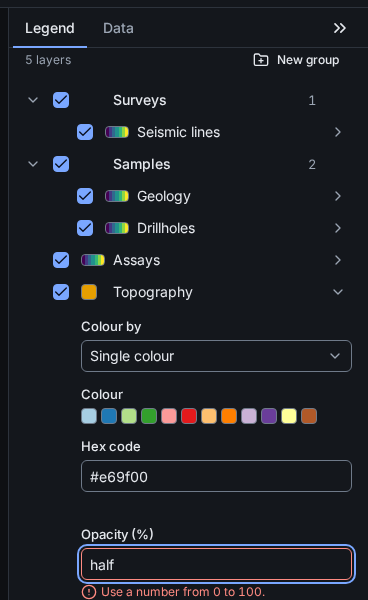 Legend Data
5 layers New group
Surveys 1
Seismic lines
Samples 2
Geology
Drillholes
Assays
Topography
Colour by
Single colour
Colour
Hex code
#e69f00
Opacity (%)
half
Use a number from 0 to 100.